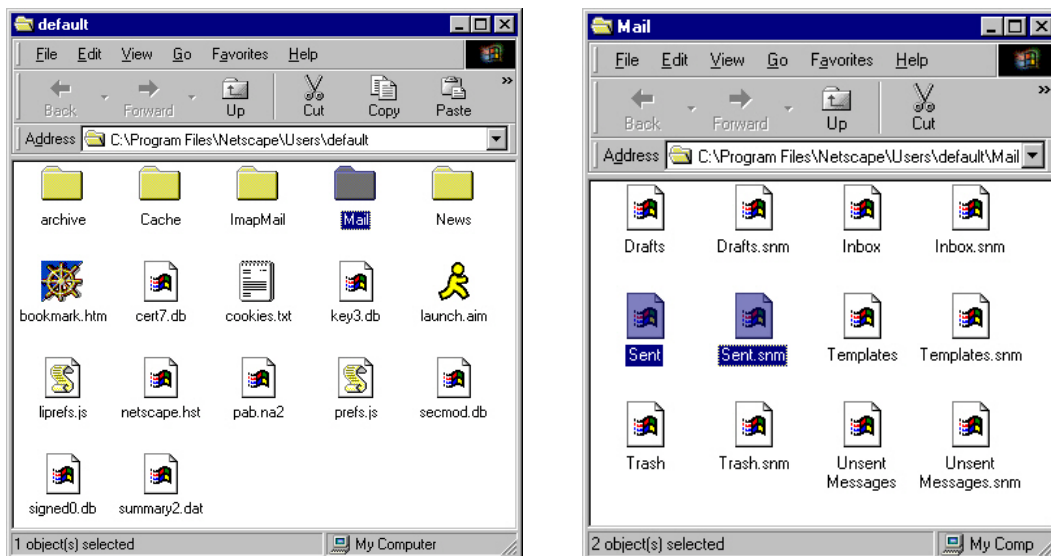 default
File Edit View Go Favorites Help
Back Forward Up Cut Copy Paste »
Address C:\Program Files\Netscape\Users\default
archive Cache ImapMail Mail News
bookmark.htm cert7.db cookies.txt key3.db launch.aim
liprefs.js netscape.hst pab.na2 prefs.js secmod.db
signed0.db summary2.dat
1 object(s) selected My Computer
Mail
File Edit View Go Favorites Help
Back Forward Up Cut »
Address C:\Program Files\Netscape\Users\default\Mail
Drafts Drafts.snm Inbox Inbox.snm
Sent Sent.snm Templates Templates.snm
Trash Trash.snm Unsent Unsent
Messages Messages.snm
2 object(s) selected My Comp